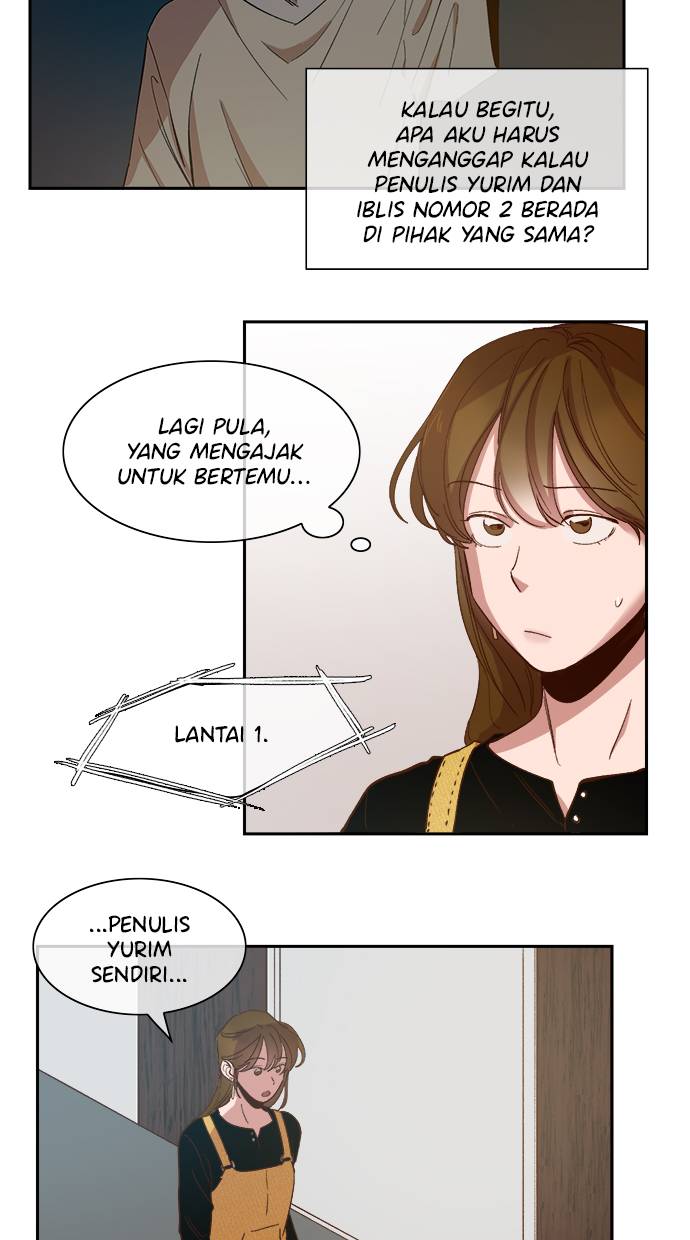 KALAU BEGITU,
APA AKU HARUS
MENGANGGAP KALAU
PENULIS YURIM DAN
IBLIS NOMOR 2 BERADA
DI PIHAK YANG SAMA?
LAGI PULA,
YANG MENGAJAK
UNTUK BERTEMU...
LANTAI 1.
...PENULIS
YURIM
SENDIRI...